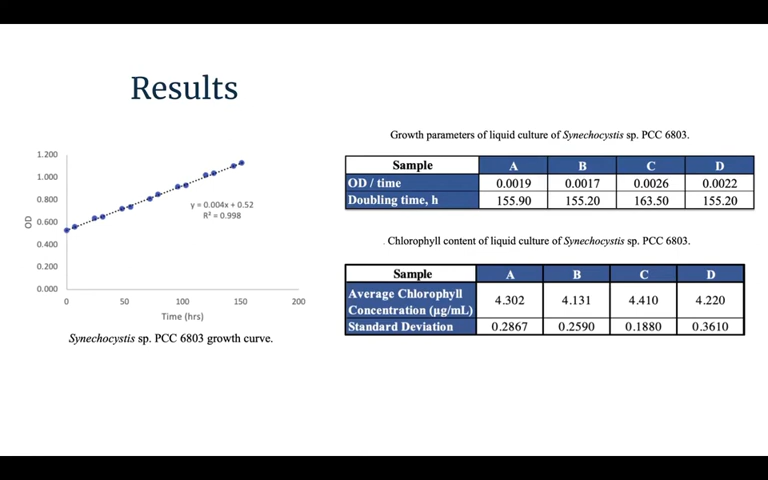 Results
1.200
1.000
0.800
0.600
0.400
0.200
0.000
OD
y = 0.004x + 0.52
R² = 0.998
0 50 100 150 200
Time (hrs)
Synechocystis sp. PCC 6803 growth curve.
Growth parameters of liquid culture of Synechocystis sp. PCC 6803.
Sample A B C D
OD / time 0.0019 0.0017 0.0026 0.0022
Doubling time, h 155.90 155.20 163.50 155.20
Chlorophyll content of liquid culture of Synechocystis sp. PCC 6803.
Sample A B C D
Average Chlorophyll
Concentration (µg/mL) 4.302 4.131 4.410 4.220
Standard Deviation 0.2867 0.2590 0.1880 0.3610